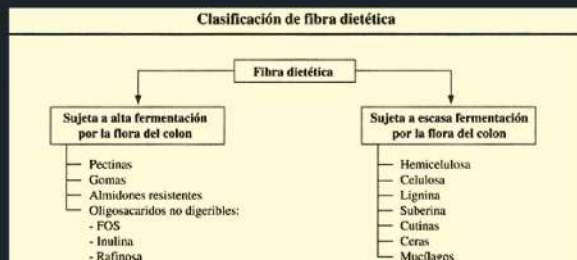 Clasificación de fibra dietética
Fibra dietética
Sujeta a alta fermentación
por la flora del colon
Pectinas
Gomas
Almidones resistentes
Oligosacaridos no digeribles:
- FOS
- Inulina
- Rafinosa
Sujeta a escasa fermentación
por la flora del colon
Hemicelulosa
Celulosa
Lignina
Suberina
Cutinas
Ceras
Mucílagos